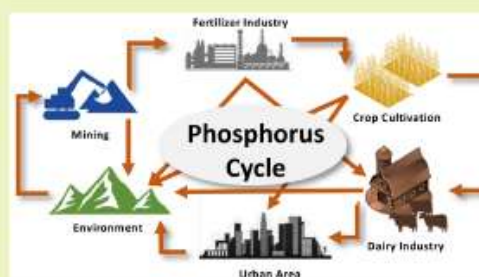 Fertilizer Industry
Crop Cultivation
Mining
Phosphorus
Cycle
Environment
Dairy Industry
Urban Area